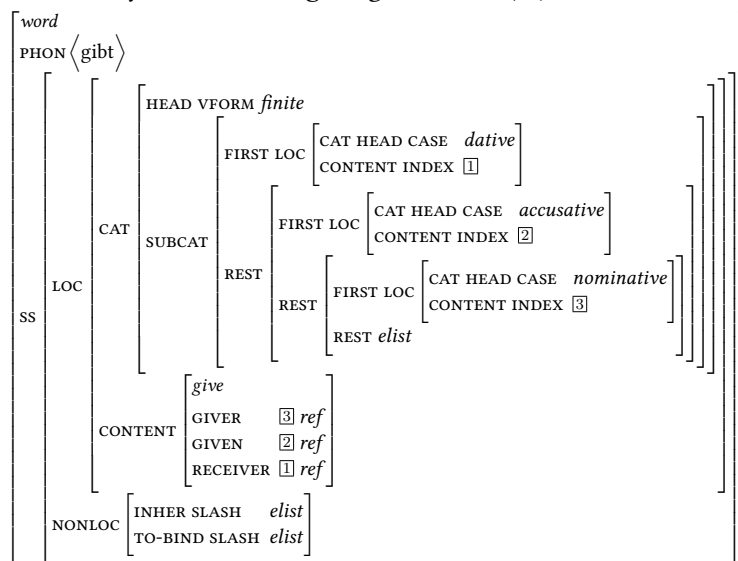 word
PHON ⟨gibt⟩
HEAD VFORM finite
FIRST LOC
CAT HEAD CASE dative
CONTENT INDEX 1
CAT
SUBCAT
FIRST LOC
CAT HEAD CASE accusative
CONTENT INDEX 2
LOC
REST
REST
FIRST LOC
CAT HEAD CASE nominative
CONTENT INDEX 3
SS
REST elist
give
CONTENT
GIVER 3 ref
GIVEN 2 ref
RECEIVER 1 ref
NONLOC
INHER SLASH elist
TO-BIND SLASH elist